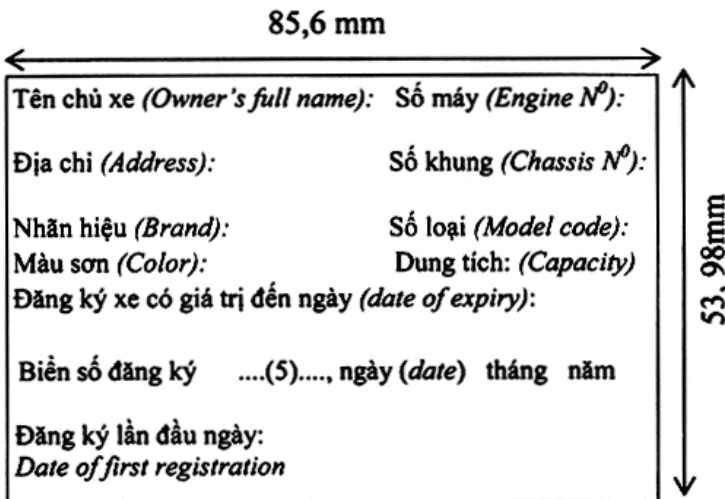 85,6 mm
Tên chủ xe (Owner's full name): Số máy (Engine N⁰):
Địa chỉ (Address): Số khung (Chassis N⁰):
Nhãn hiệu (Brand): Số loại (Model code):
Màu sơn (Color): Dung tích: (Capacity)
Đăng ký xe có giá trị đến ngày (date of expiry):
Biển số đăng ký ....(5)...., ngày (date) tháng năm
Đăng ký lần đầu ngày:
Date of first registration
53, 98mm